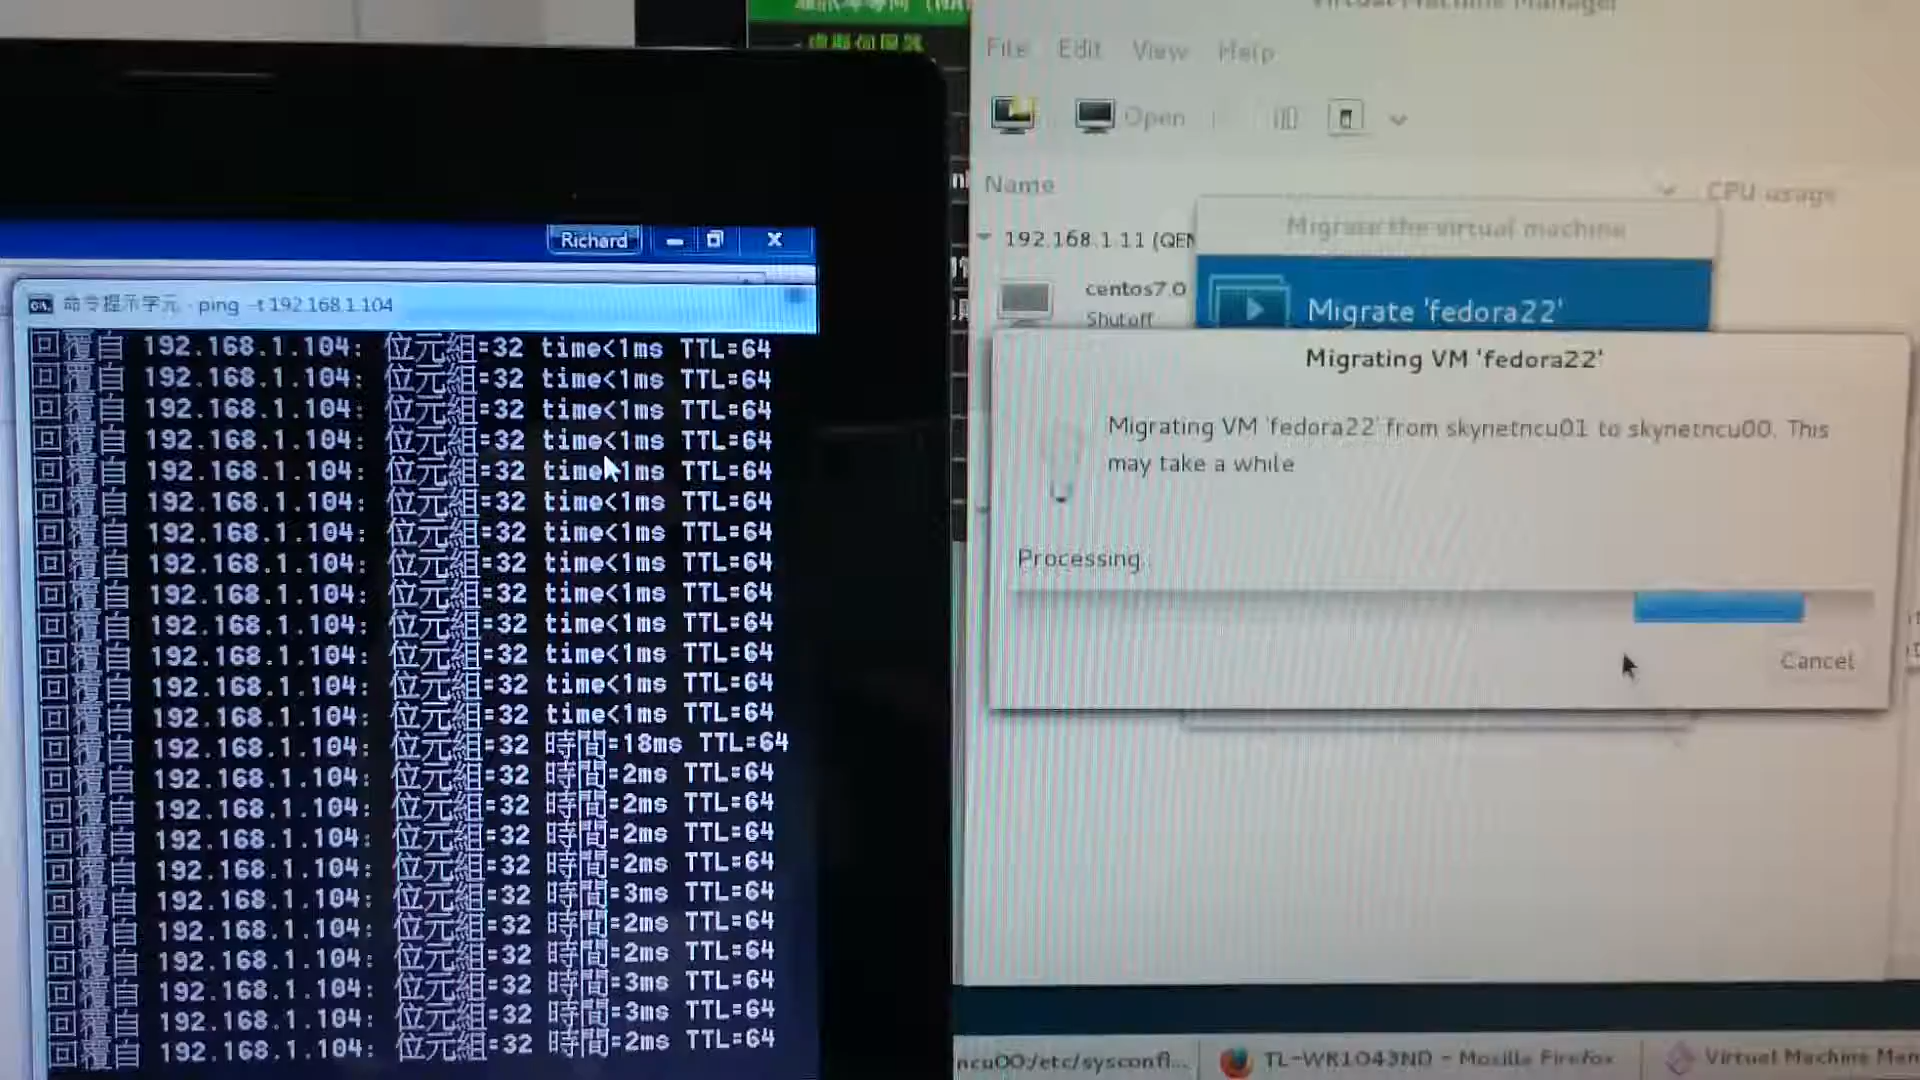 虛擬伺服器
Richard
命令提示字元 - ping -t 192.168.1.104
回覆自 192.168.1.104: 位元組=32 time<1ms TTL=64
回覆自 192.168.1.104: 位元組=32 time<1ms TTL=64
回覆自 192.168.1.104: 位元組=32 time<1ms TTL=64
回覆自 192.168.1.104: 位元組=32 time<1ms TTL=64
回覆自 192.168.1.104: 位元組=32 time<1ms TTL=64
回覆自 192.168.1.104: 位元組=32 time<1ms TTL=64
回覆自 192.168.1.104: 位元組=32 time<1ms TTL=64
回覆自 192.168.1.104: 位元組=32 time<1ms TTL=64
回覆自 192.168.1.104: 位元組=32 time<1ms TTL=64
回覆自 192.168.1.104: 位元組=32 time<1ms TTL=64
回覆自 192.168.1.104: 位元組=32 time<1ms TTL=64
回覆自 192.168.1.104: 位元組=32 time<1ms TTL=64
回覆自 192.168.1.104: 位元組=32 time<1ms TTL=64
回覆自 192.168.1.104: 位元組=32 時間=18ms TTL=64
回覆自 192.168.1.104: 位元組=32 時間=2ms TTL=64
回覆自 192.168.1.104: 位元組=32 時間=2ms TTL=64
回覆自 192.168.1.104: 位元組=32 時間=2ms TTL=64
回覆自 192.168.1.104: 位元組=32 時間=2ms TTL=64
回覆自 192.168.1.104: 位元組=32 時間=3ms TTL=64
回覆自 192.168.1.104: 位元組=32 時間=2ms TTL=64
回覆自 192.168.1.104: 位元組=32 時間=2ms TTL=64
回覆自 192.168.1.104: 位元組=32 時間=3ms TTL=64
回覆自 192.168.1.104: 位元組=32 時間=3ms TTL=64
回覆自 192.168.1.104: 位元組=32 時間=2ms TTL=64
Virtual Machine Manager
File Edit View Help
Open
Name CPU usage
192.168.1.11 (QEM
centos7.0
Shutoff
Migrate the virtual machine
Migrate 'fedora22'
Migrating VM 'fedora22'
Migrating VM 'fedora22' from skynetncu01 to skynetncu00. This
may take a while
Processing..
Cancel
ncu00:/etc/sysconfi... TL-WR1043ND - Mozilla Firefox Virtual Machine Man